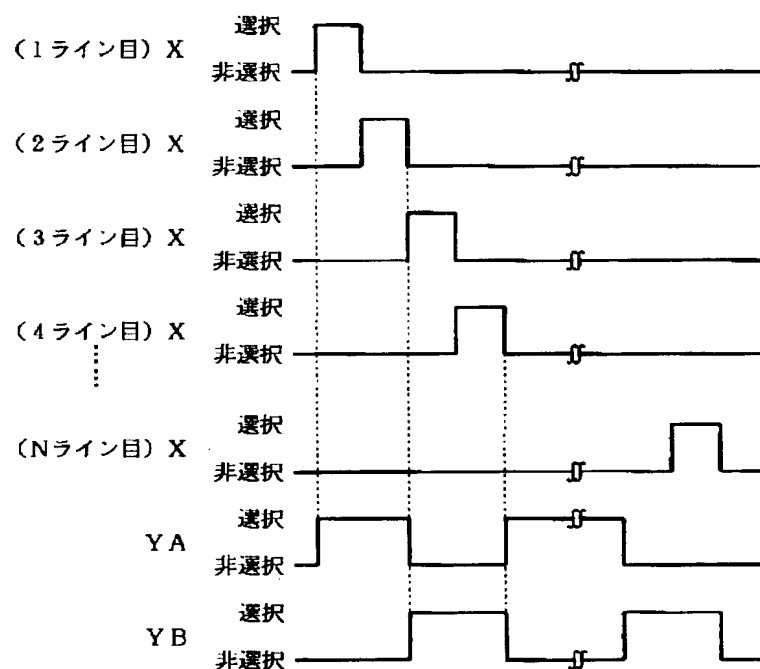 選択
(1ライン目) X
非選択
選択
(2ライン目) X
非選択
選択
(3ライン目) X
非選択
選択
(4ライン目) X
非選択
選択
(Nライン目) X
非選択
選択
YA
非選択
選択
YB
非選択